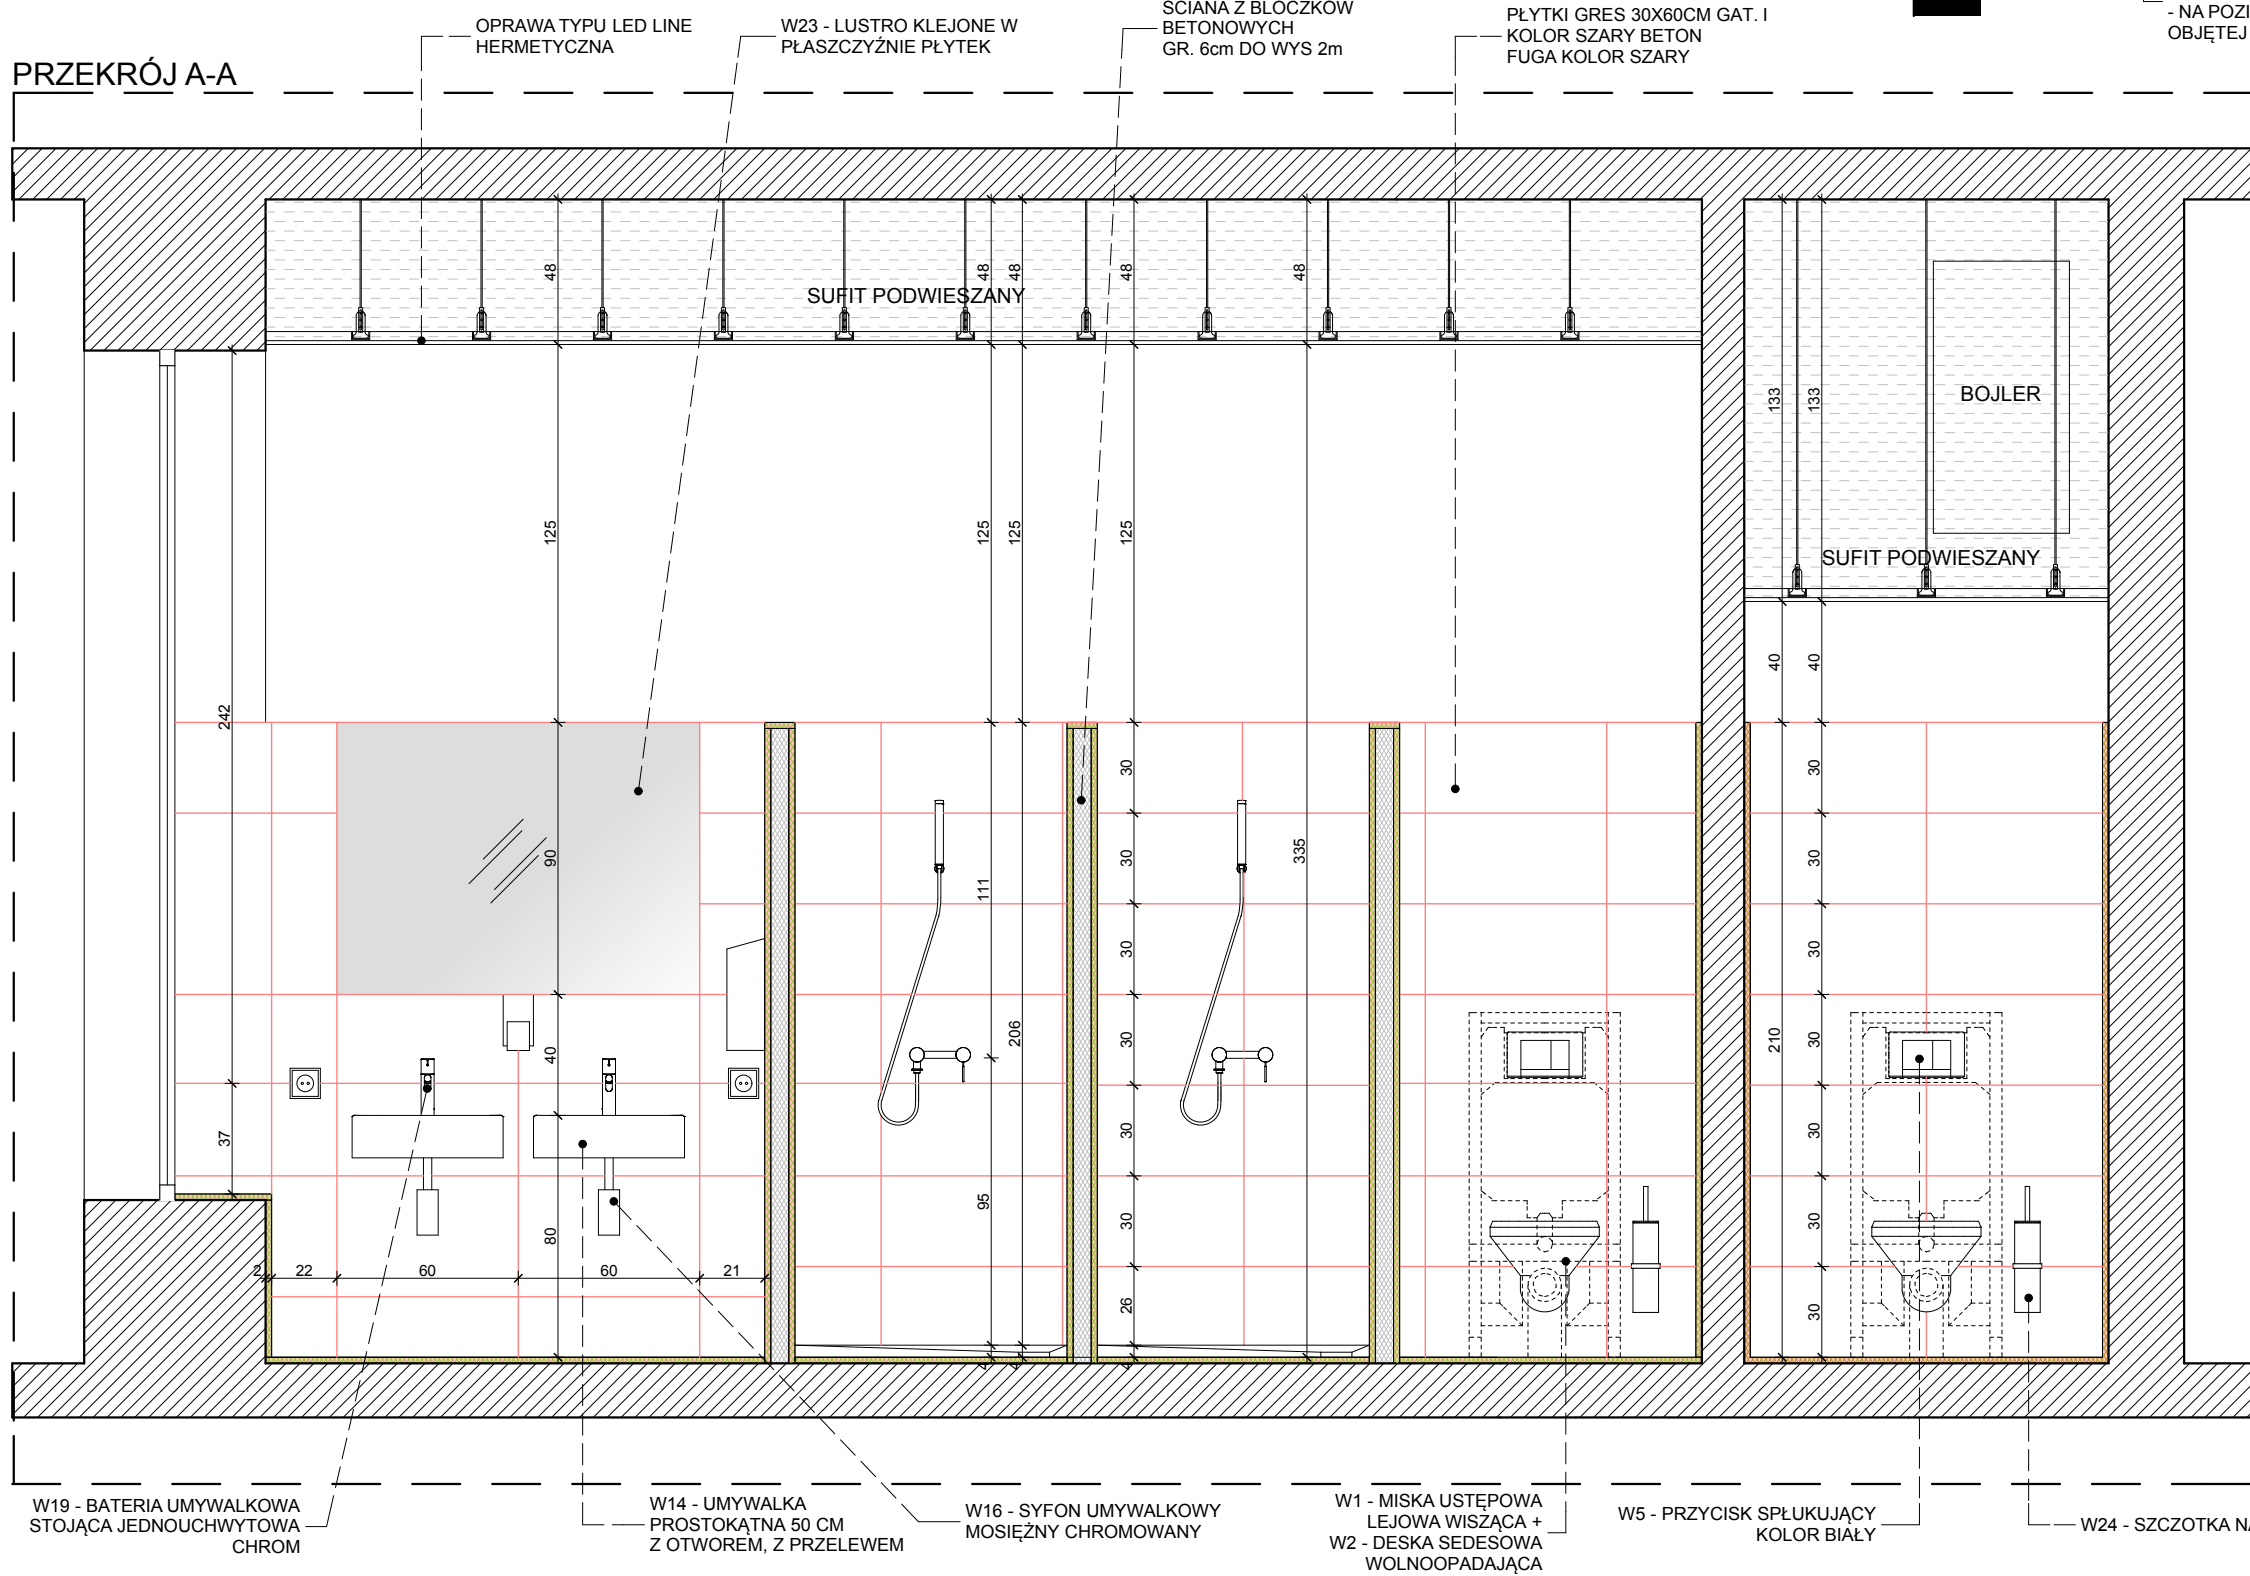 OPRAWA TYPU LED LINE
HERMETYCZNA
W23 - LUSTRO KLEJONE W
PŁASZCZYŹNIE PŁYTEK
ŚCIANA Z BLOCZKÓW
BETONOWYCH
GR. 6cm DO WYS 2m
PŁYTKI GRES 30X60CM GAT. I
KOLOR SZARY BETON
FUGA KOLOR SZARY
- NA POZI
OBJĘTEJ
PRZEKRÓJ A-A
48
48
48
48
48
SUFIT PODWIESZANY
133
133
BOJLER
SUFIT PODWIESZANY
125
125
125
125
40
40
242
37
90
40
80
111
95
206
335
30
30
30
30
30
30
26
210
30
30
30
30
30
30
30
2
22
60
60
21
W19 - BATERIA UMYWALKOWA
STOJĄCA JEDNOUCHWYTOWA
CHROM
W14 - UMYWALKA
PROSTOKĄTNA 50 CM
Z OTWOREM, Z PRZELEWEM
W16 - SYFON UMYWALKOWY
MOSIĘŻNY CHROMOWANY
W1 - MISKA USTĘPOWA
LEJOWA WISZĄCA +
W2 - DESKA SEDESOWA
WOLNOOPADAJĄCA
W5 - PRZYCISK SPŁUKUJĄCY
KOLOR BIAŁY
W24 - SZCZOTKA NA